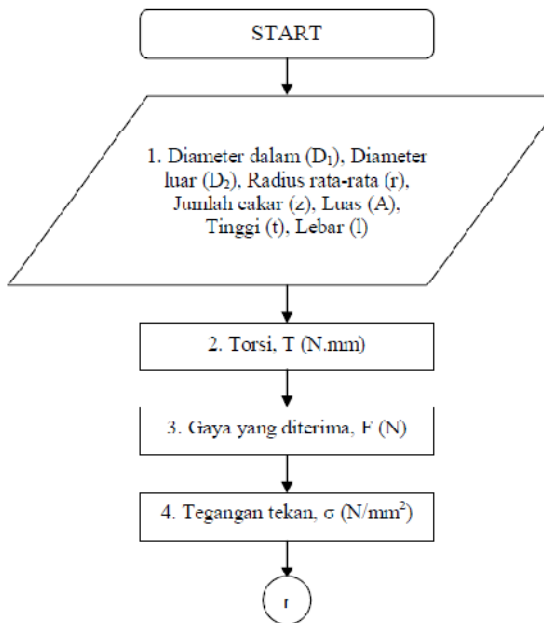 START
1. Diameter dalam (D₁), Diameter
luar (D₂), Radius rata-rata (r),
Jumlah cakar (z), Luas (A),
Tinggi (t), Lebar (l)
2. Torsi, T (N.mm)
3. Gaya yang diterima, F (N)
4. Tegangan tekan, σ (N/mm²)